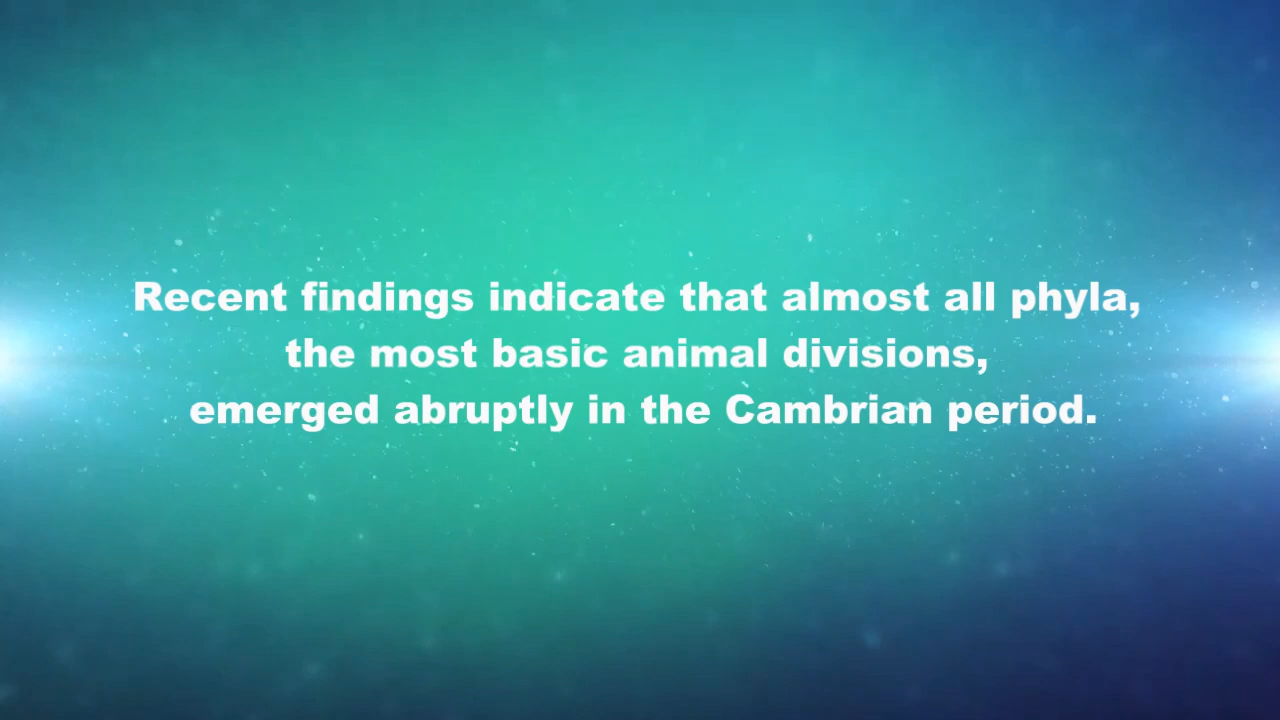 Recent findings indicate that almost all phyla,
the most basic animal divisions,
emerged abruptly in the Cambrian period.